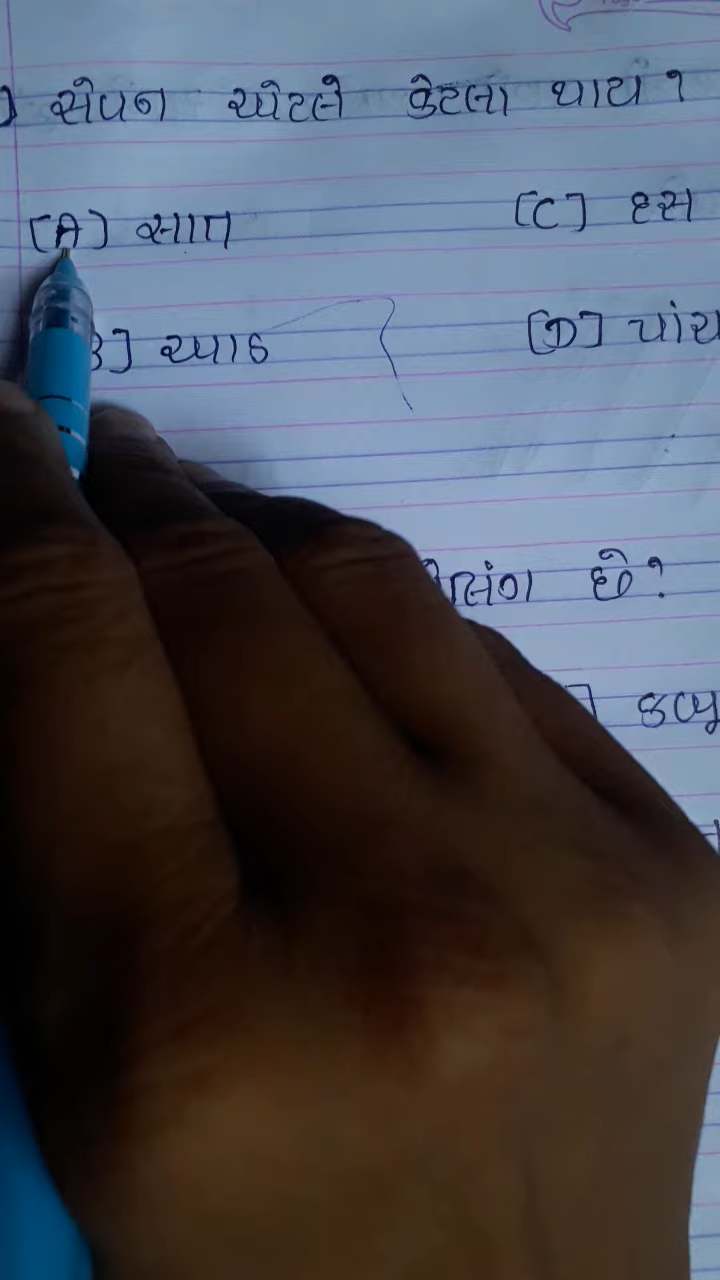 સેવન એટલે કેટલા થાય ?
[A] સાત [C] દસ
B] આઠ [D] પાંચ
છે ?